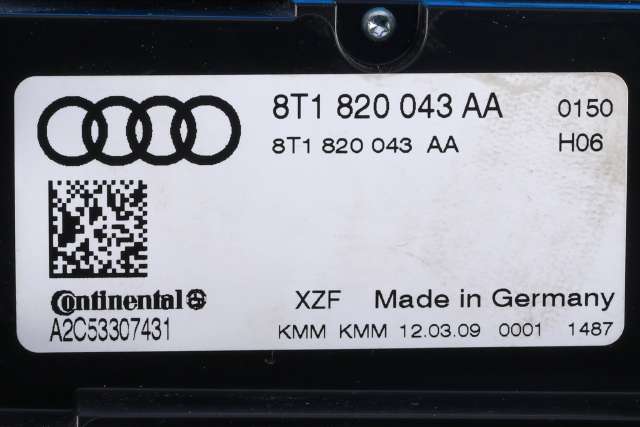 8T1 820 043 AA 0150
8T1 820 043 AA H06
Continental
A2C53307431
XZF Made in Germany
KMM KMM 12.03.09 0001 1487